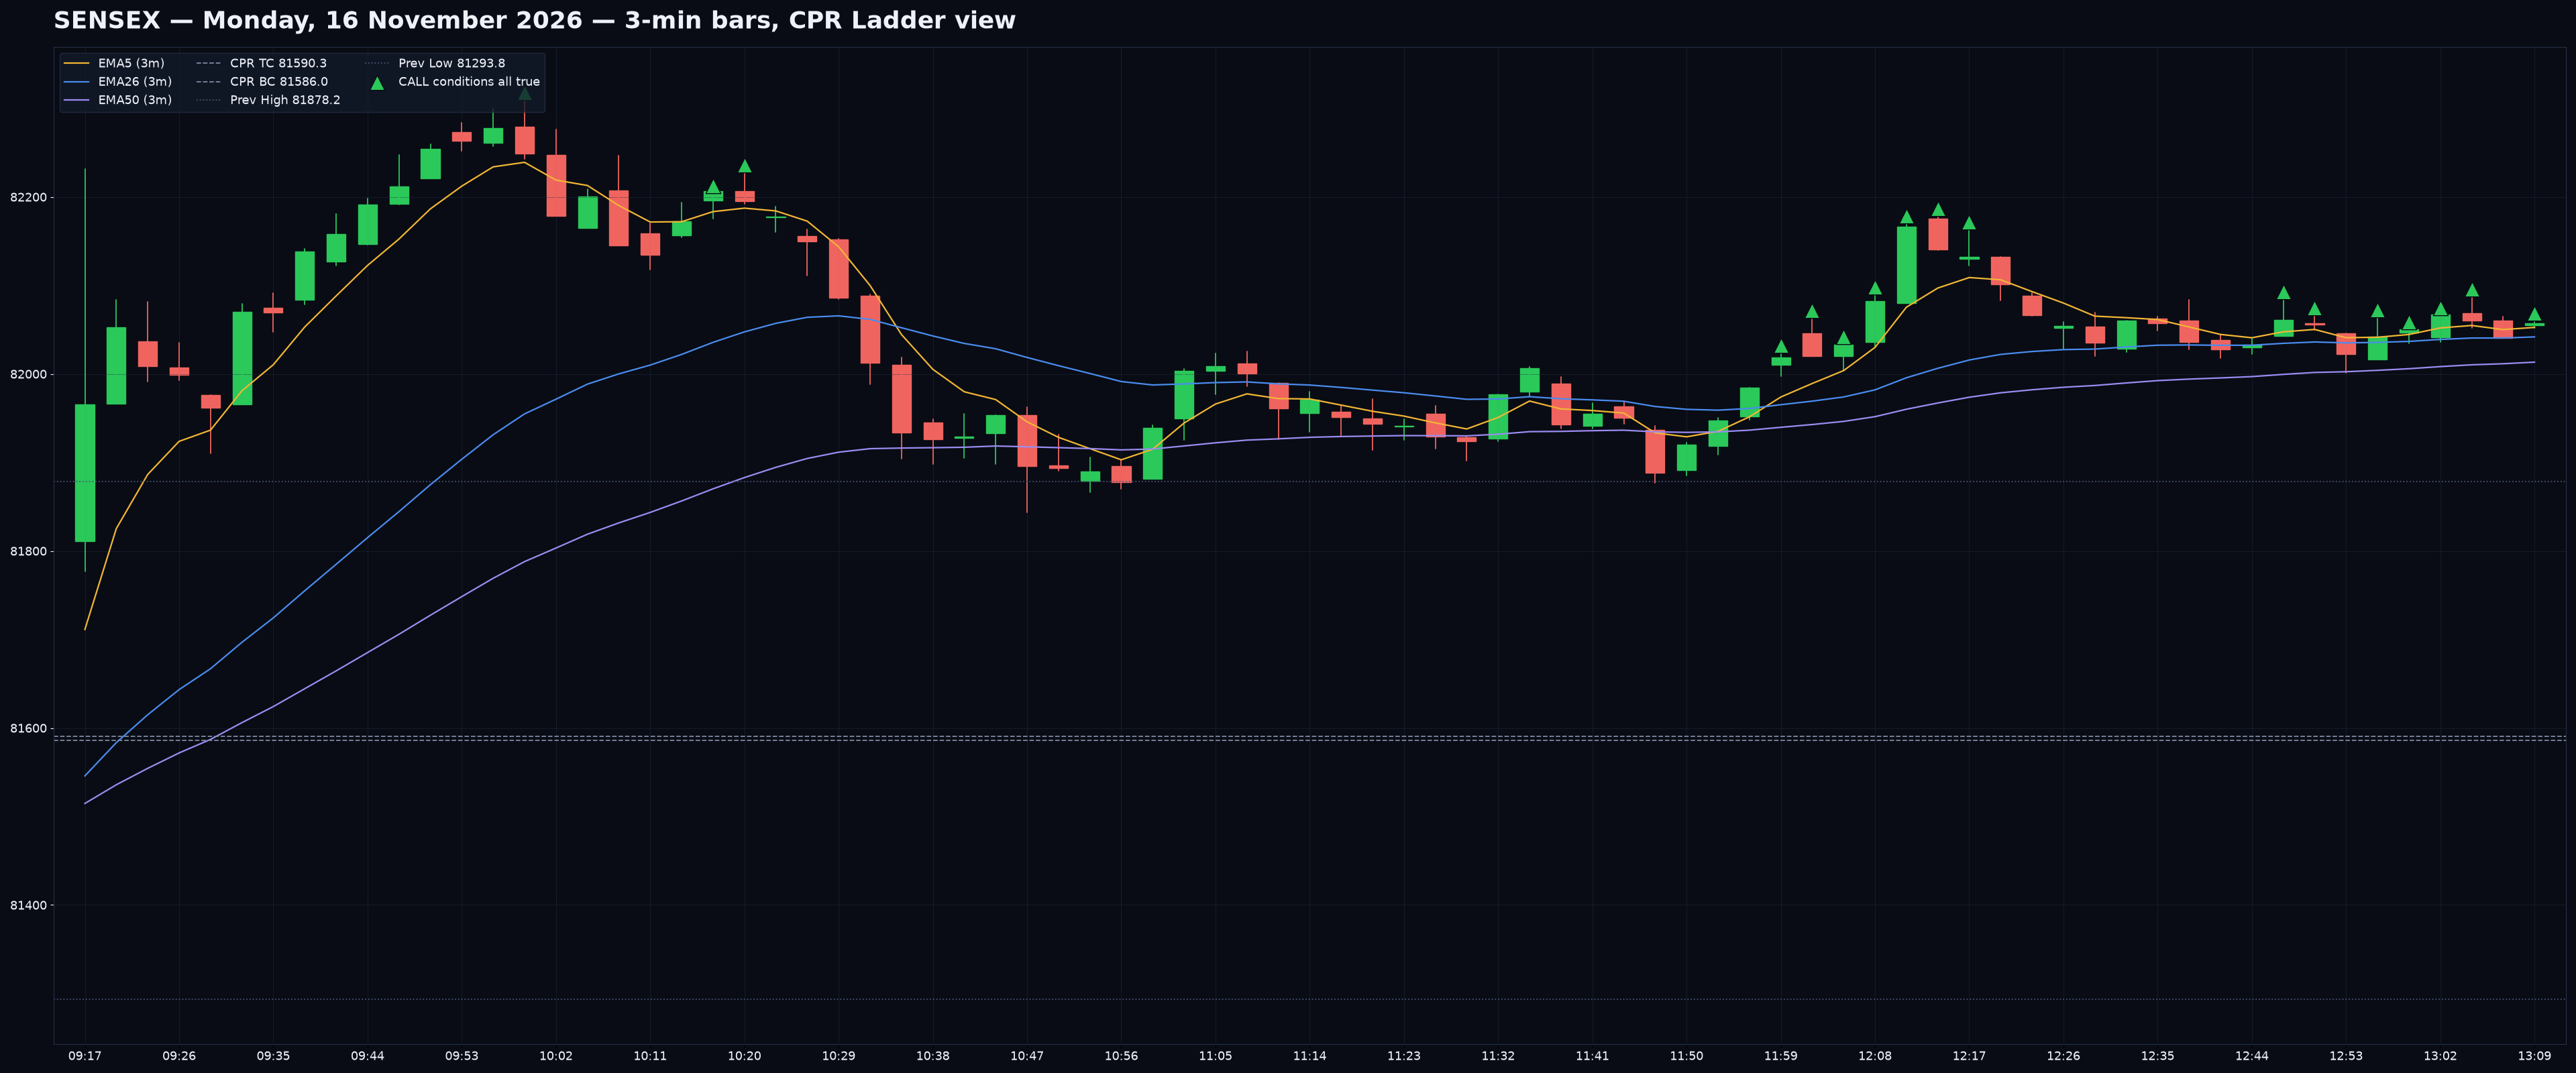 SENSEX — Monday, 16 November 2026 — 3-min bars, CPR Ladder view
EMA5 (3m)
EMA26 (3m)
EMA50 (3m)
CPR TC 81590.3
CPR BC 81586.0
Prev High 81878.2
Prev Low 81293.8
CALL conditions all true
82200
82000
81800
81600
81400
09:17 09:26 09:35 09:44 09:53 10:02 10:11 10:20 10:29 10:38 10:47 10:56 11:05 11:14 11:23 11:32 11:41 11:50 11:59 12:08 12:17 12:26 12:35 12:44 12:53 13:02 13:09